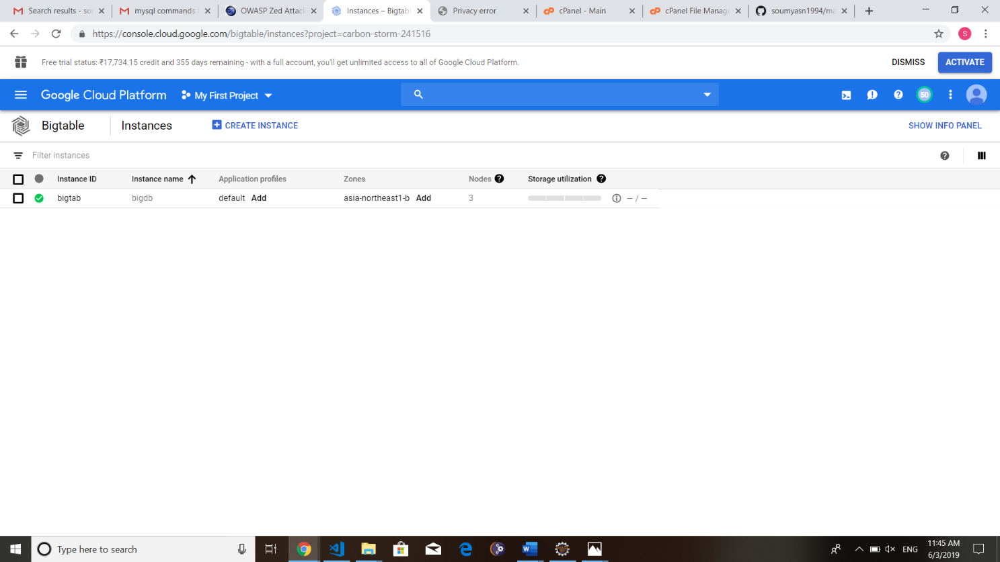 Search results - so
mysql commands
OWASP Zed Attack
Instances – Bigtab
Privacy error
cPanel - Main
cPanel File Manage
soumyasn1994/ma
https://console.cloud.google.com/bigtable/instances?project=carbon-storm-241516
S
Free trial status: ₹17,734.15 credit and 355 days remaining - with a full account, you'll get unlimited access to all of Google Cloud Platform.
DISMISS
ACTIVATE
Google Cloud Platform
My First Project
50
Bigtable
Instances
CREATE INSTANCE
SHOW INFO PANEL
Filter instances
Instance ID
Instance name
Application profiles
Zones
Nodes
Storage utilization
bigtab
bigdb
default Add
asia-northeast1-b Add
3
– / –
Type here to search
ENG
11:45 AM
6/3/2019